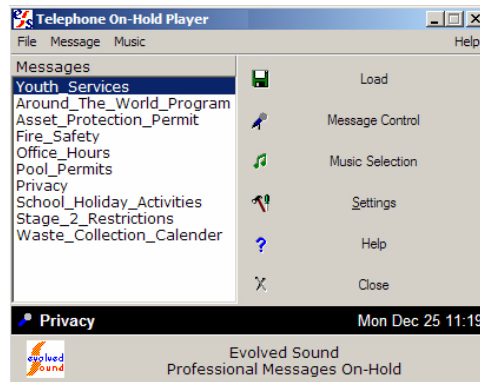 Telephone On-Hold Player
File Message Music Help
Messages
Youth_Services
Around_The_World_Program
Asset_Protection_Permit
Fire_Safety
Office_Hours
Pool_Permits
Privacy
School_Holiday_Activities
Stage_2_Restrictions
Waste_Collection_Calender
Load
Message Control
Music Selection
Settings
Help
Close
Privacy Mon Dec 25 11:19
evolved
sound
Evolved Sound
Professional Messages On-Hold